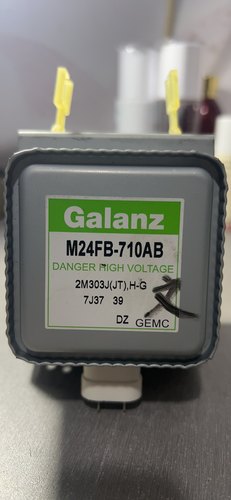 Galanz
M24FB-710AB
DANGER HIGH VOLTAGE
2M303J(JT),H-G
7J37 39
DZ GEMC